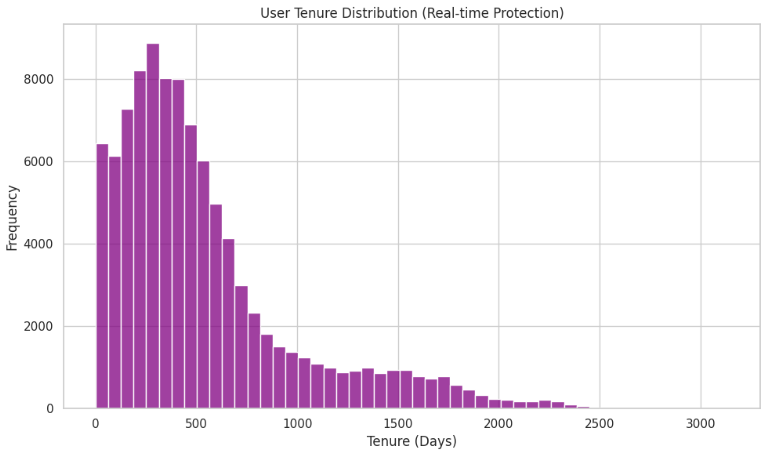 User Tenure Distribution (Real-time Protection)
8000
6000
4000
2000
0
Frequency
0 500 1000 1500 2000 2500 3000
Tenure (Days)